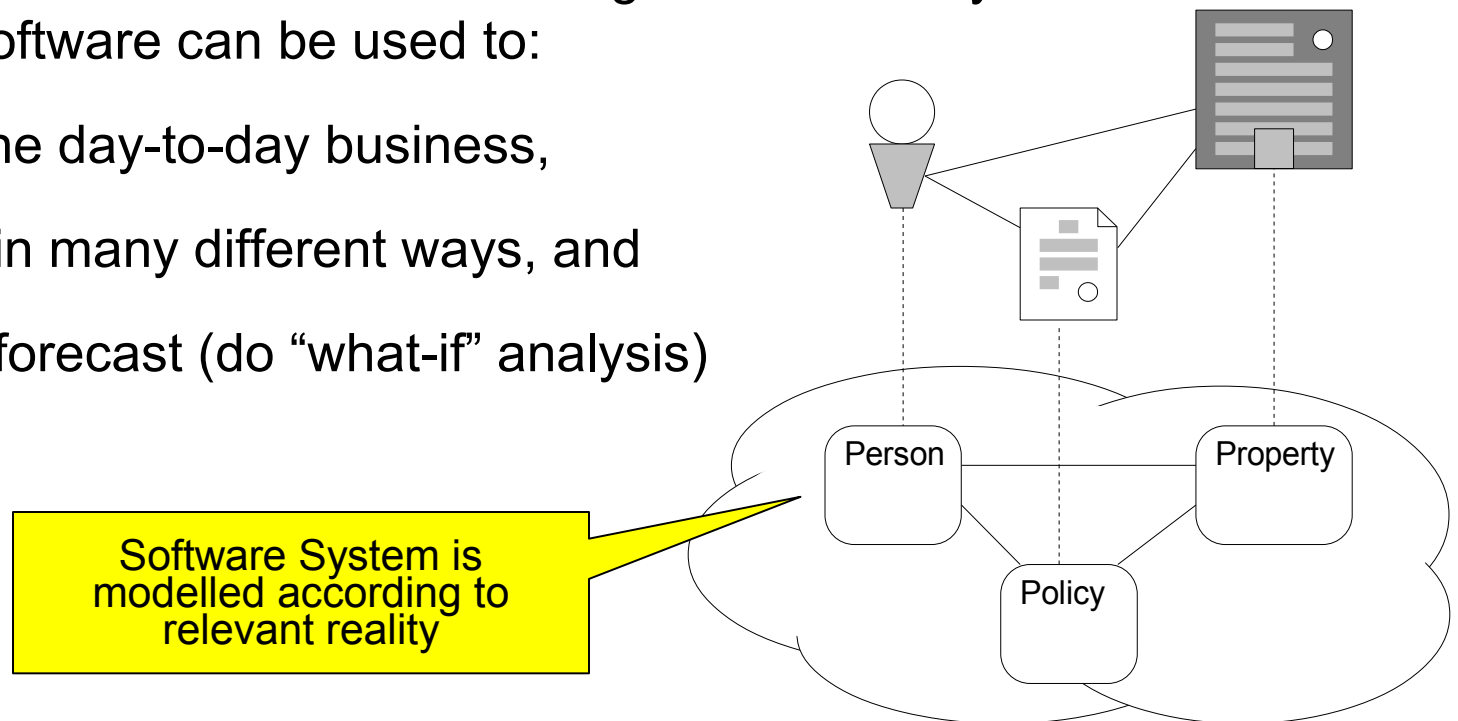 oftware can be used to:
ne day-to-day business,
in many different ways, and
forecast (do “what-if” analysis)
Person
Property
Policy
Software System is
modelled according to
relevant reality